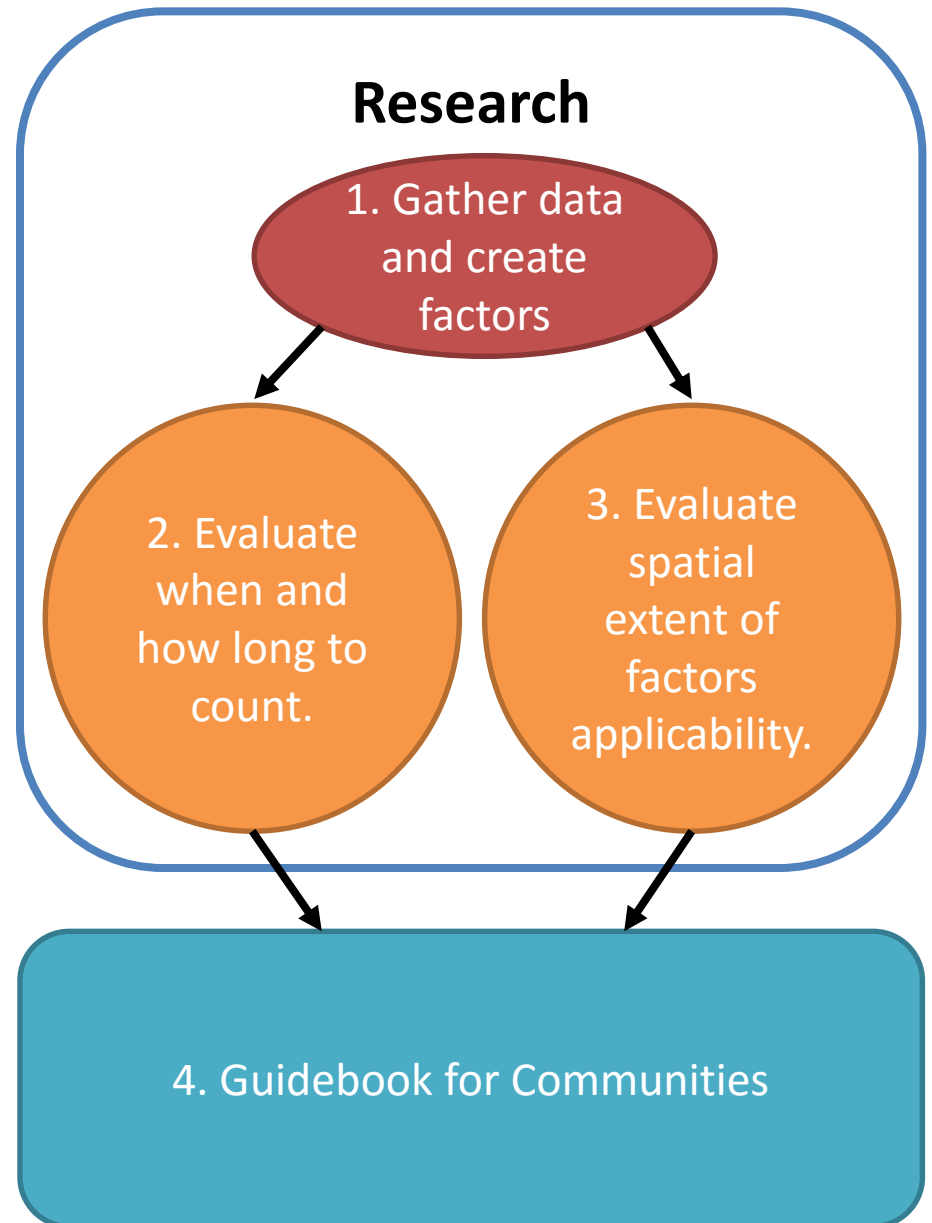 Research
1. Gather data
and create
factors
2. Evaluate
when and
how long to
count.
3. Evaluate
spatial
extent of
factors
applicability.
4. Guidebook for Communities